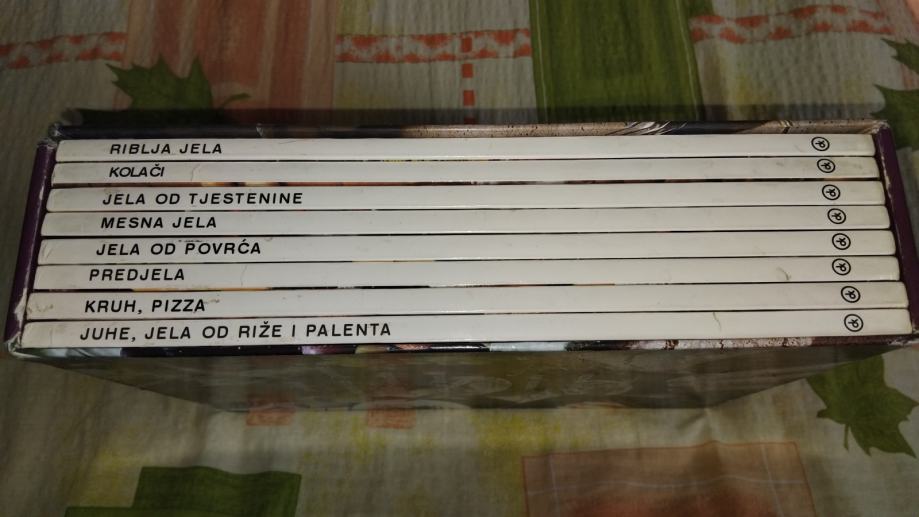 RIBLJA JELA
KOLAČI
JELA OD TJESTENINE
MESNA JELA
JELA OD POVRĆA
PREDJELA
KRUH, PIZZA
JUHE, JELA OD RIŽE I PALENTA